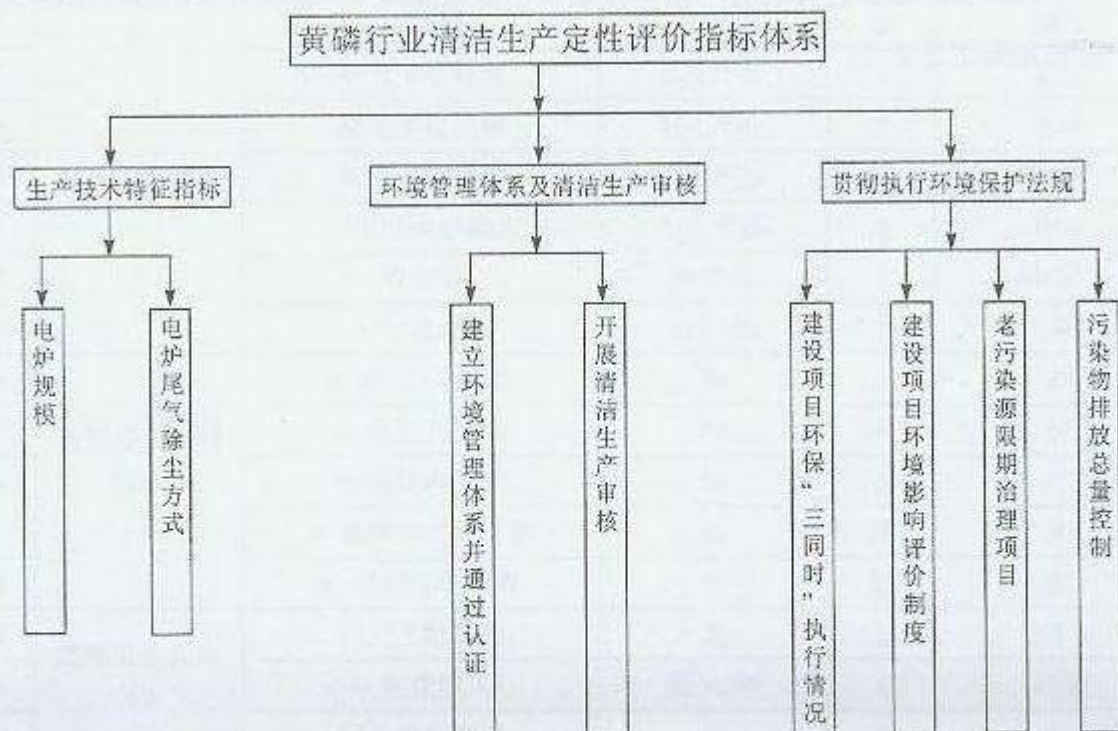 黄磷行业清洁生产定性评价指标体系
生产技术特征指标
环境管理体系及清洁生产审核
贯彻执行环境保护法规
电炉规模
电炉尾气除尘方式
建立环境管理体系并通过认证
开展清洁生产审核
建设项目环保“三同时”执行情况
建设项目环境影响评价制度
老污染源限期治理项目
污染物排放总量控制